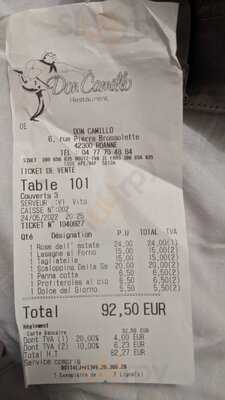 Don Camillo
Restaurant
DE
DON CAMILLO
6, rue Pierre Brossolette
42300 ROANNE
TEL : 04 77 70 48 84
TICKET DE VENTE
Table 101
Couverts 3
SERVEUR (V) Vito
CAISSE N°:002
24/05/2022 20:25
TICKET N° 1040827
Qté Désignation P.U TOTAL TVA
1 Rose dell' estate 24,00 24,00(1)
1 Lasagne al Forno 15,00 15,00(2)
1 Tagliatelle 15,00 15,00(2)
1 Scaloppina Della Sa 20,00 20,00(2)
1 Panna cotta 6,50 6,50(2)
1 Profiteroles al cio 6,50 6,50(2)
1 Dolce del Giorno 5,50 5,50(2)
Total 92,50 EUR
Règlement
Carte Bancaire 92,50 EUR
Dont TVA (1) 20,00% 4,00 EUR
Dont TVA (2) 10,00% 6,23 EUR
Total H.T 82,27 EUR
Service compris